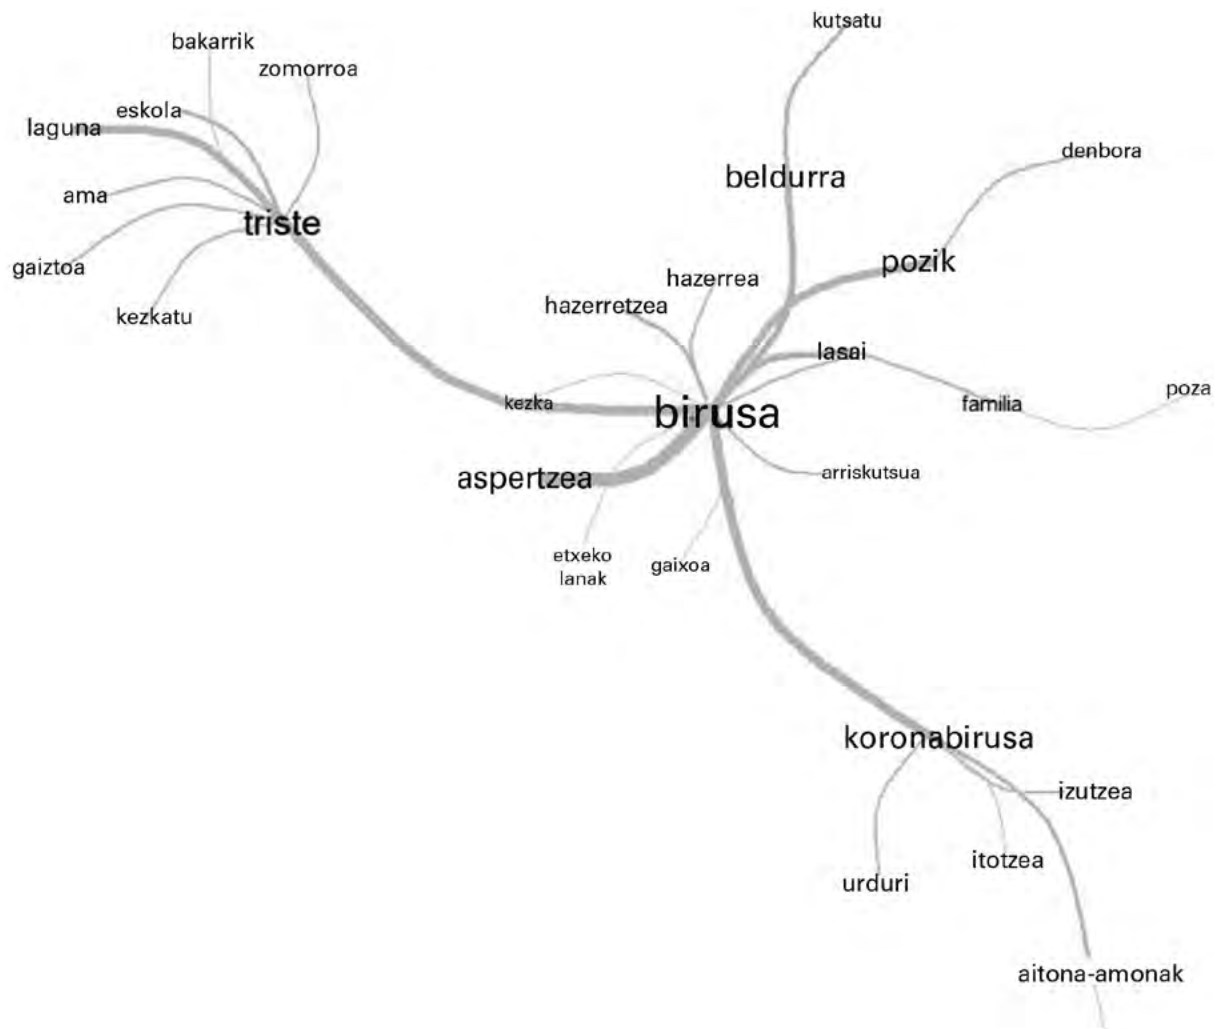 kutsatu
bakarrik
zomorroa
eskola
laguna
denbora
beldurra
ama
triste
pozik
gaiztoa
hazerrea
hazerretzea
kezkatu
lasai
poza
kezka
birusa
familia
aspertzea
arriskutsua
etxeko
lanak
gaixoa
koronabirusa
izutzea
itotzea
urduri
aitona-amonak